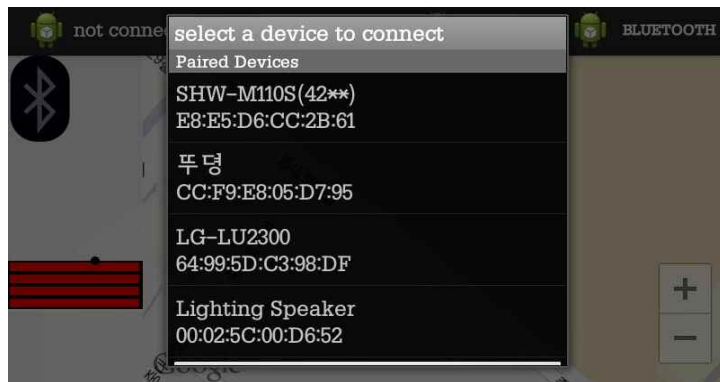 not conne
select a device to connect
BLUETOOTH
Paired Devices
SHW-M110S(42**)
E8:E5:D6:CC:2B:61
뚜뎡
CC:F9:E8:05:D7:95
LG-LU2300
64:99:5D:C3:98:DF
Lighting Speaker
00:02:5C:00:D6:52
Google